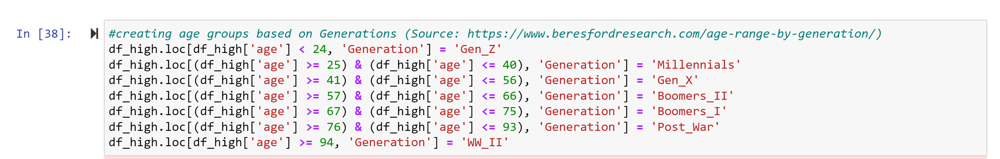 In [38]:
#creating age groups based on Generations (Source: https://www.beresfordresearch.com/age-range-by-generation/)
df_high.loc[df_high['age'] < 24, 'Generation'] = 'Gen_Z'
df_high.loc[(df_high['age'] >= 25) & (df_high['age'] <= 40), 'Generation'] = 'Millennials'
df_high.loc[(df_high['age'] >= 41) & (df_high['age'] <= 56), 'Generation'] = 'Gen_X'
df_high.loc[(df_high['age'] >= 57) & (df_high['age'] <= 66), 'Generation'] = 'Boomers_II'
df_high.loc[(df_high['age'] >= 67) & (df_high['age'] <= 75), 'Generation'] = 'Boomers_I'
df_high.loc[(df_high['age'] >= 76) & (df_high['age'] <= 93), 'Generation'] = 'Post_War'
df_high.loc[df_high['age'] >= 94, 'Generation'] = 'WW_II'